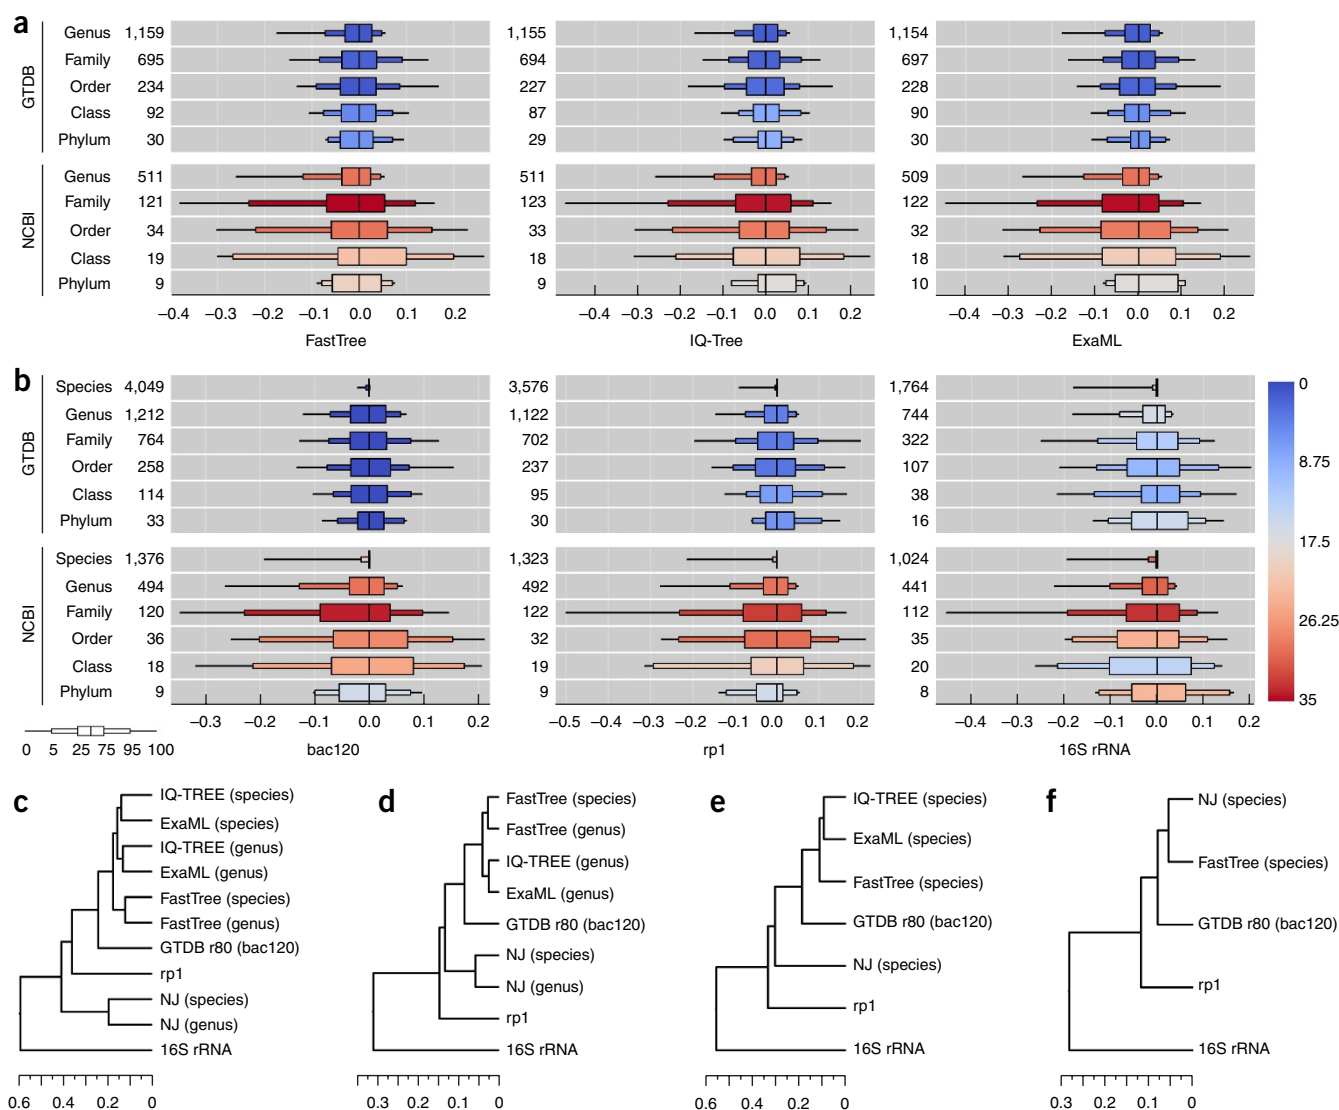 a
GTDB
Genus 1,159 1,155 1,154
Family 695 694 697
Order 234 227 228
Class 92 87 90
Phylum 30 29 30
NCBI
Genus 511 511 509
Family 121 123 122
Order 34 33 32
Class 19 18 18
Phylum 9 9 10
−0.4 −0.3 −0.2 −0.1 0.0 0.1 0.2 −0.4 −0.3 −0.2 −0.1 0.0 0.1 0.2 −0.4 −0.3 −0.2 −0.1 0.0 0.1 0.2
FastTree IQ-Tree ExaML
b
GTDB
Species 4,049 3,576 1,764
Genus 1,212 1,122 744
Family 764 702 322
Order 258 237 107
Class 114 95 38
Phylum 33 30 16
NCBI
Species 1,376 1,323 1,024
Genus 494 492 441
Family 120 122 112
Order 36 32 35
Class 18 19 20
Phylum 9 9 8
−0.3 −0.2 −0.1 0.0 0.1 0.2 −0.5 −0.4 −0.3 −0.2 −0.1 0.0 0.1 0.2 −0.4 −0.3 −0.2 −0.1 0.0 0.1 0.2
bac120 rp1 16S rRNA
0
8.75
17.5
26.25
35
0 5 25 75 95 100
c
IQ-TREE (species)
ExaML (species)
IQ-TREE (genus)
ExaML (genus)
FastTree (species)
FastTree (genus)
GTDB r80 (bac120)
rp1
NJ (species)
NJ (genus)
16S rRNA
0.6 0.4 0.2 0
d
FastTree (species)
FastTree (genus)
IQ-TREE (genus)
ExaML (genus)
GTDB r80 (bac120)
NJ (species)
NJ (genus)
rp1
16S rRNA
0.3 0.2 0.1 0
e
IQ-TREE (species)
ExaML (species)
FastTree (species)
GTDB r80 (bac120)
NJ (species)
rp1
16S rRNA
0.6 0.4 0.2 0
f
NJ (species)
FastTree (species)
GTDB r80 (bac120)
rp1
16S rRNA
0.3 0.2 0.1 0